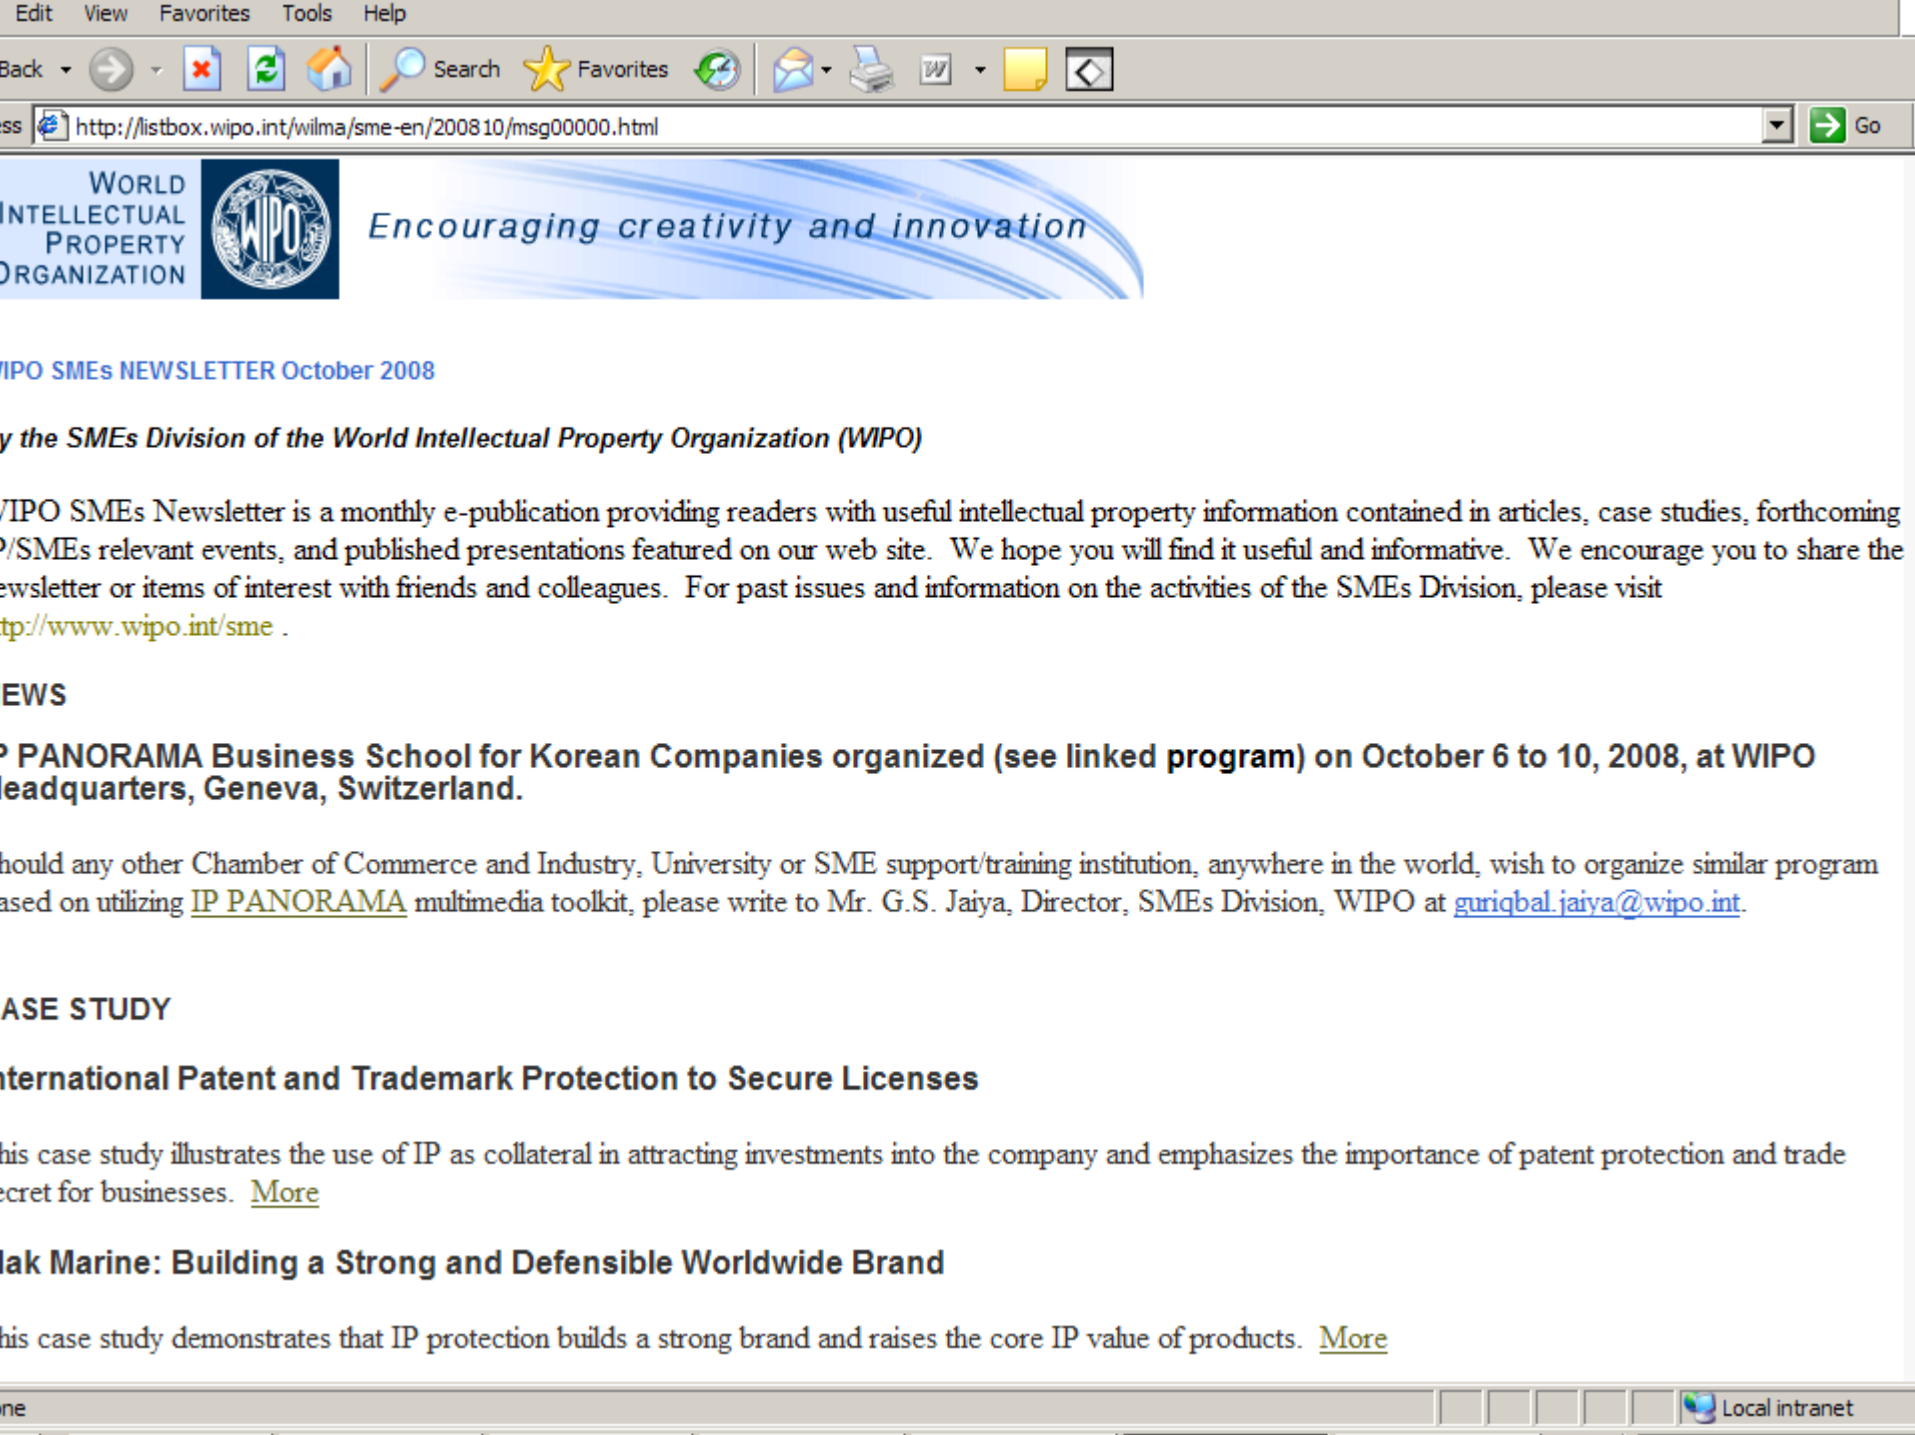 Edit View Favorites Tools Help
Back Search Favorites
ess http://listbox.wipo.int/wilma/sme-en/200810/msg00000.html Go
WORLD
INTELLECTUAL
PROPERTY
ORGANIZATION
WIPO
Encouraging creativity and innovation
WIPO SMEs NEWSLETTER October 2008
y the SMEs Division of the World Intellectual Property Organization (WIPO)
WIPO SMEs Newsletter is a monthly e-publication providing readers with useful intellectual property information contained in articles, case studies, forthcoming
P/SMEs relevant events, and published presentations featured on our web site. We hope you will find it useful and informative. We encourage you to share the
ewsletter or items of interest with friends and colleagues. For past issues and information on the activities of the SMEs Division, please visit
ttp://www.wipo.int/sme .
EWS
P PANORAMA Business School for Korean Companies organized (see linked program) on October 6 to 10, 2008, at WIPO
Headquarters, Geneva, Switzerland.
hould any other Chamber of Commerce and Industry, University or SME support/training institution, anywhere in the world, wish to organize similar program
ased on utilizing IP PANORAMA multimedia toolkit, please write to Mr. G.S. Jaiya, Director, SMEs Division, WIPO at guriqbal.jaiya@wipo.int.
ASE STUDY
nternational Patent and Trademark Protection to Secure Licenses
his case study illustrates the use of IP as collateral in attracting investments into the company and emphasizes the importance of patent protection and trade
ecret for businesses. More
lak Marine: Building a Strong and Defensible Worldwide Brand
his case study demonstrates that IP protection builds a strong brand and raises the core IP value of products. More
one Local intranet